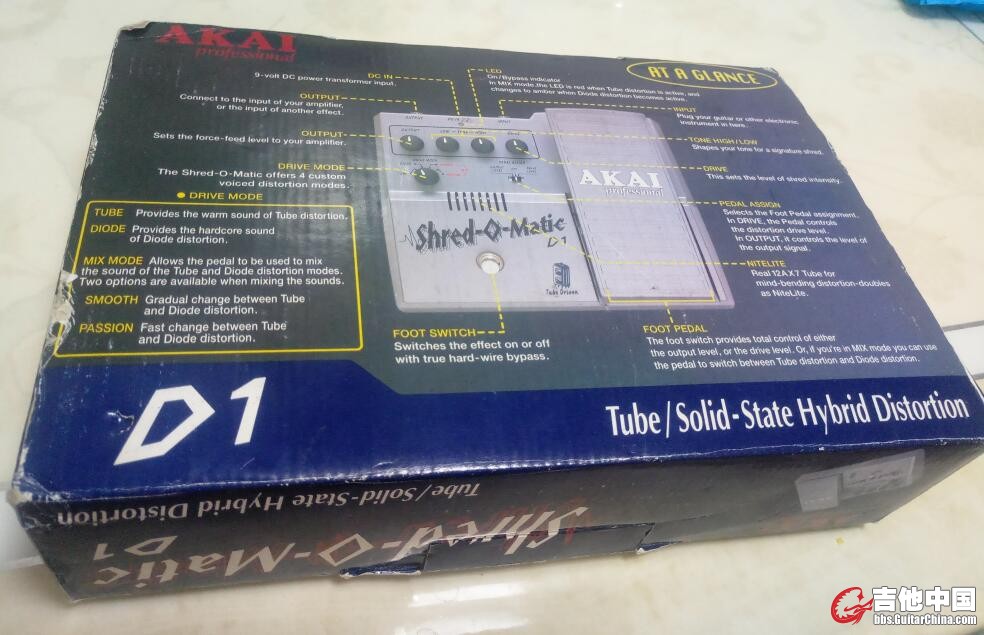 AKAI
professional
AT A GLANCE
9-volt DC power transformer input.
DC IN
LED
On/Bypass indicator
In MIX mode,the LED is red when Tube distortion is active, and
changes to amber when Diode distortion becomes active.
OUTPUT
Connect to the input of your amplifier,
or the input of another effect.
INPUT
Plug your guitar or other electronic
instrument in here.
OUTPUT
Sets the force-feed level to your amplifier.
TONE HIGH/LOW
Shapes your tone for a signature shred.
DRIVE MODE
The Shred-O-Matic offers 4 custom
voiced distortion modes.
DRIVE
This sets the level of shred intensity.
PEDAL ASSIGN
Selects the Foot Pedal assignment.
In DRIVE, the Pedal controls
the distortion drive level.
In OUTPUT, it controls the level of
the output signal.
NITELITE
Real 12AX7 Tube for
mind-bending distortion-doubles
as NiteLite.
DRIVE MODE
TUBE Provides the warm sound of Tube distortion.
DIODE Provides the hardcore sound
of Diode distortion.
MIX MODE Allows the pedal to be used to mix
the sound of the Tube and Diode distortion modes.
Two options are available when mixing the sounds.
SMOOTH Gradual change between Tube
and Diode distortion.
PASSION Fast change between Tube
and Diode distortion.
AKAI
professional
Shred-O-Matic
D1
Tube Driven
FOOT SWITCH
Switches the effect on or off
with true hard-wire bypass.
FOOT PEDAL
The foot switch provides total control of either
the output level, or the drive level. Or, if you're in MIX mode you can use
the pedal to switch between Tube distortion and Diode distortion.
D1
Tube / Solid-State Hybrid Distortion
Tube / Solid-State Hybrid Distortion
Shred-O-Matic
D1
AKAI
吉他中国
bbs.GuitarChina.com